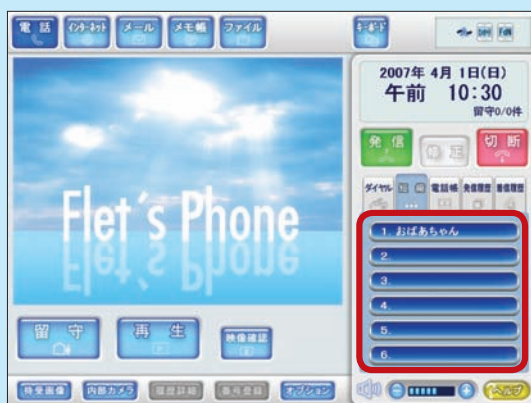 電話 インターネット メール メモ帳 ファイル キーボード
2007年 4月 1日(日)
午前 10:30
留守0/0件
発信 修正 切断
ダイヤル 短縮 電話帳 発信履歴 着信履歴
Flet's Phone
1. おばあちゃん
2.
3.
4.
5.
6.
留守 再生 映像確認
待受画像 内部カメラ 履歴詳細 番号登録 オプション
ヘルプ